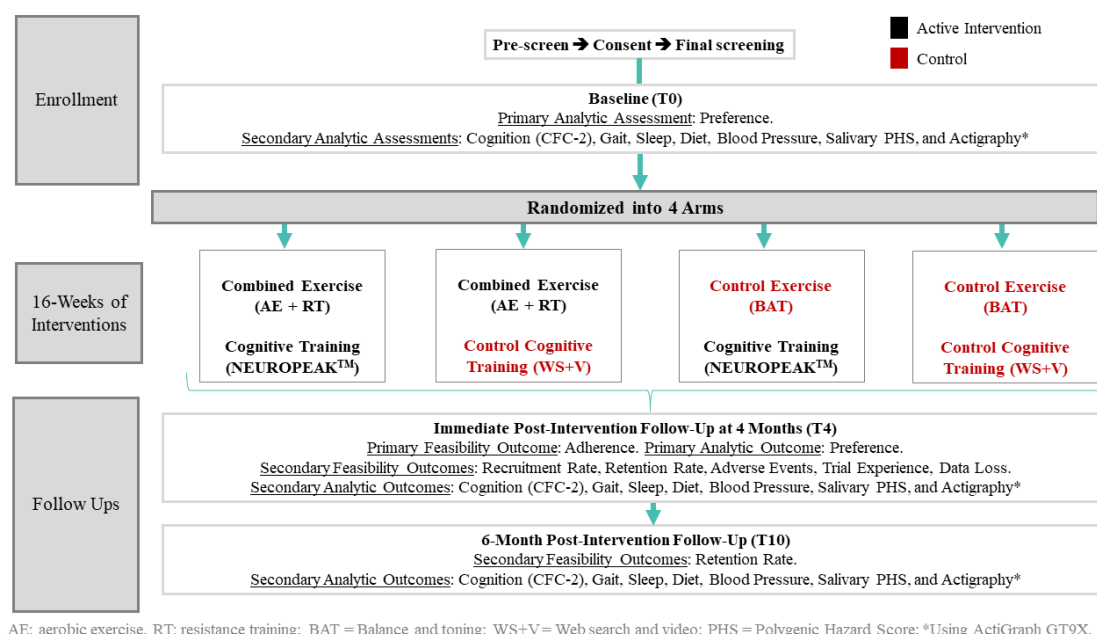 Pre-screen ➔ Consent ➔ Final screening
Active Intervention
Control
Enrollment
Baseline (T0)
Primary Analytic Assessment: Preference.
Secondary Analytic Assessments: Cognition (CFC-2), Gait, Sleep, Diet, Blood Pressure, Salivary PHS, and Actigraphy*
Randomized into 4 Arms
16-Weeks of
Interventions
Combined Exercise
(AE + RT)
Cognitive Training
(NEUROPEAK™)
Combined Exercise
(AE + RT)
Control Cognitive
Training (WS+V)
Control Exercise
(BAT)
Cognitive Training
(NEUROPEAK™)
Control Exercise
(BAT)
Control Cognitive
Training (WS+V)
Follow Ups
Immediate Post-Intervention Follow-Up at 4 Months (T4)
Primary Feasibility Outcome: Adherence. Primary Analytic Outcome: Preference.
Secondary Feasibility Outcomes: Recruitment Rate, Retention Rate, Adverse Events, Trial Experience, Data Loss.
Secondary Analytic Outcomes: Cognition (CFC-2), Gait, Sleep, Diet, Blood Pressure, Salivary PHS, and Actigraphy*
6-Month Post-Intervention Follow-Up (T10)
Secondary Feasibility Outcomes: Retention Rate.
Secondary Analytic Outcomes: Cognition (CFC-2), Gait, Sleep, Diet, Blood Pressure, Salivary PHS, and Actigraphy*
AE: aerobic exercise. RT: resistance training; BAT = Balance and toning; WS+V = Web search and video; PHS = Polygenic Hazard Score; *Using ActiGraph GT9X.